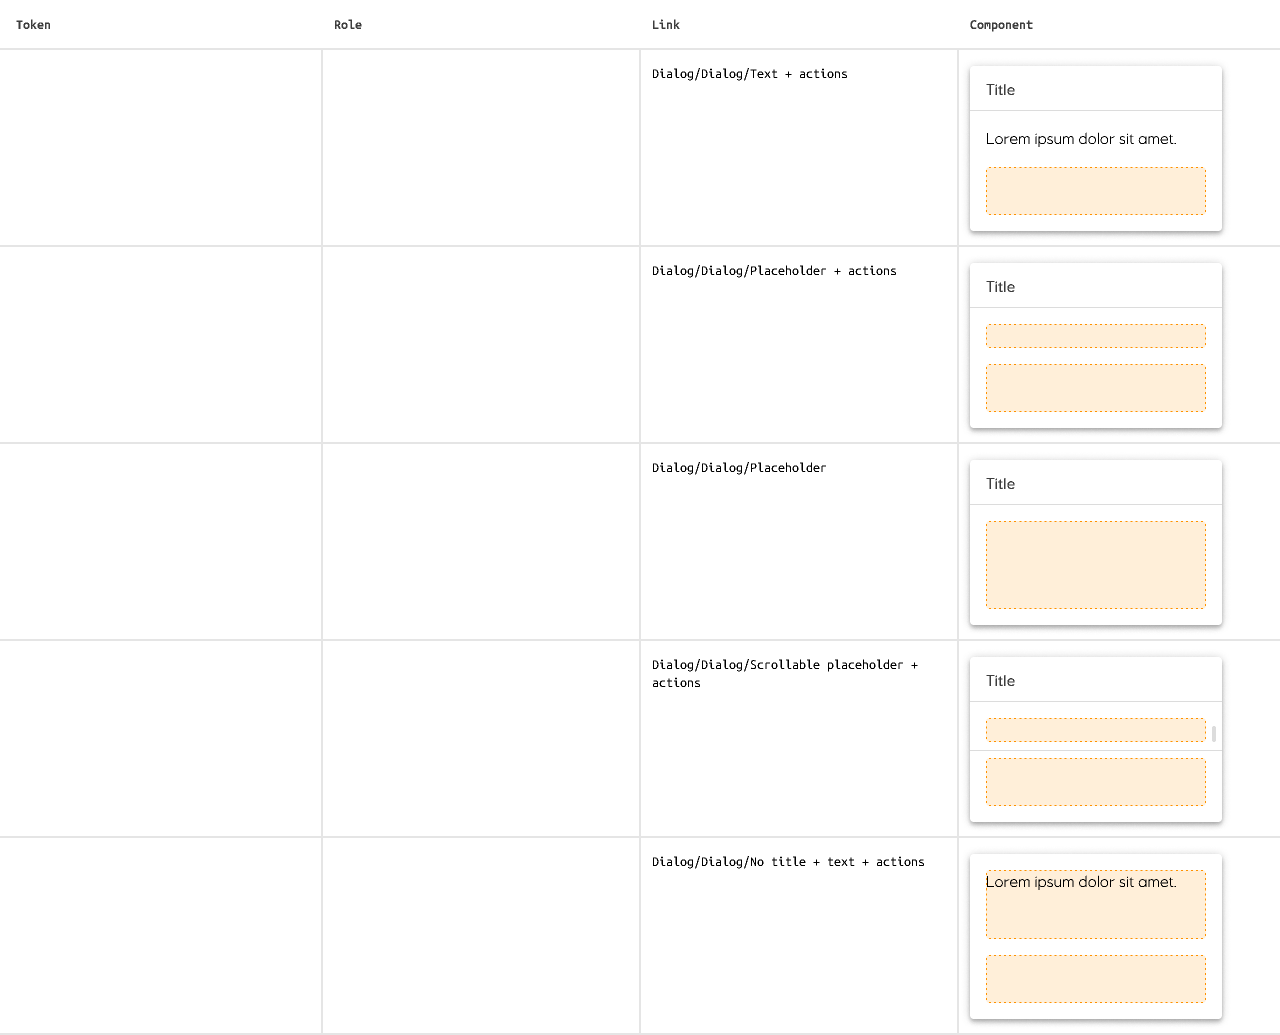 Token Role Link Component
Dialog/Dialog/Text + actions
Title
Lorem ipsum dolor sit amet.
Dialog/Dialog/Placeholder + actions
Title
Dialog/Dialog/Placeholder
Title
Dialog/Dialog/Scrollable placeholder +
actions
Title
Dialog/Dialog/No title + text + actions
Lorem ipsum dolor sit amet.